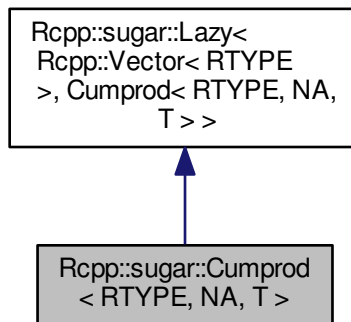 Rcpp::sugar::Lazy<
Rcpp::Vector< RTYPE
>, Cumprod< RTYPE, NA,
T > >
Rcpp::sugar::Cumprod
< RTYPE, NA, T >